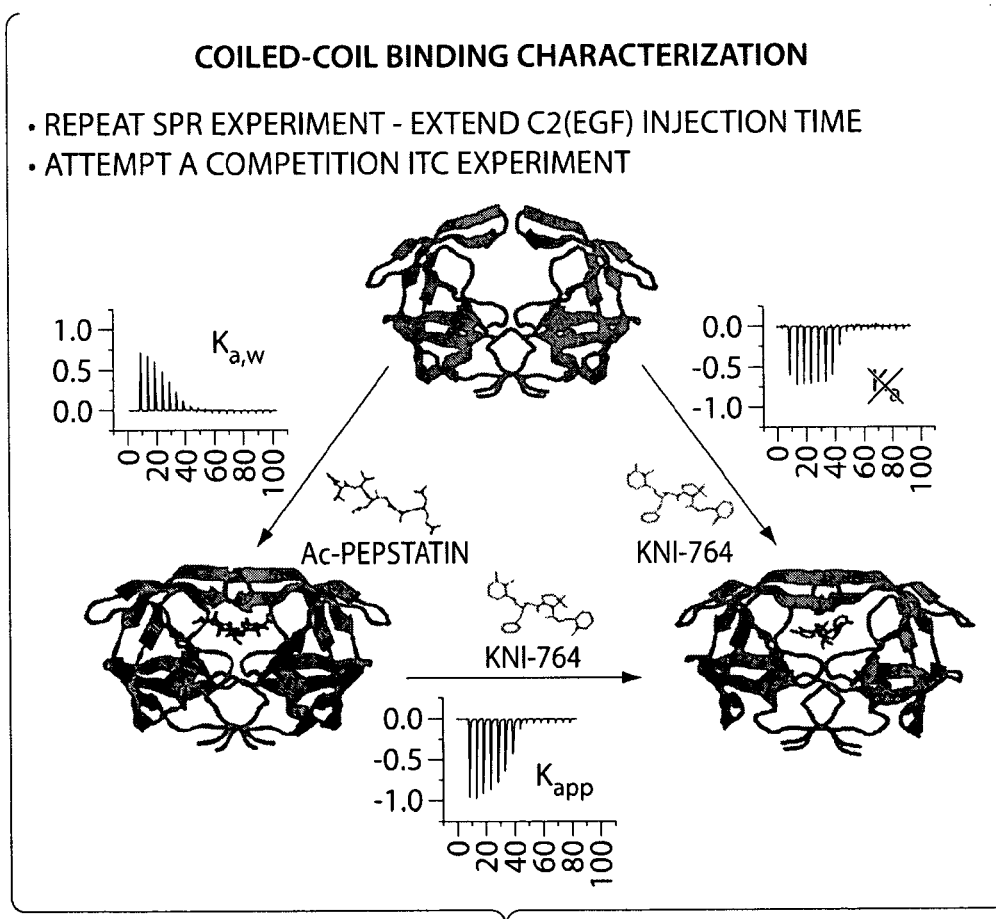 COILED-COIL BINDING CHARACTERIZATION
• REPEAT SPR EXPERIMENT - EXTEND C2(EGF) INJECTION TIME
• ATTEMPT A COMPETITION ITC EXPERIMENT
1.0
0.5
0.0
Ka,w
0 20 40 60 80 100
0.0
-0.5
-1.0
0 20 40 60 80 100
Ac-PEPSTATIN
KNI-764
KNI-764
0.0
-0.5
-1.0
Kapp
0 20 40 60 80 100